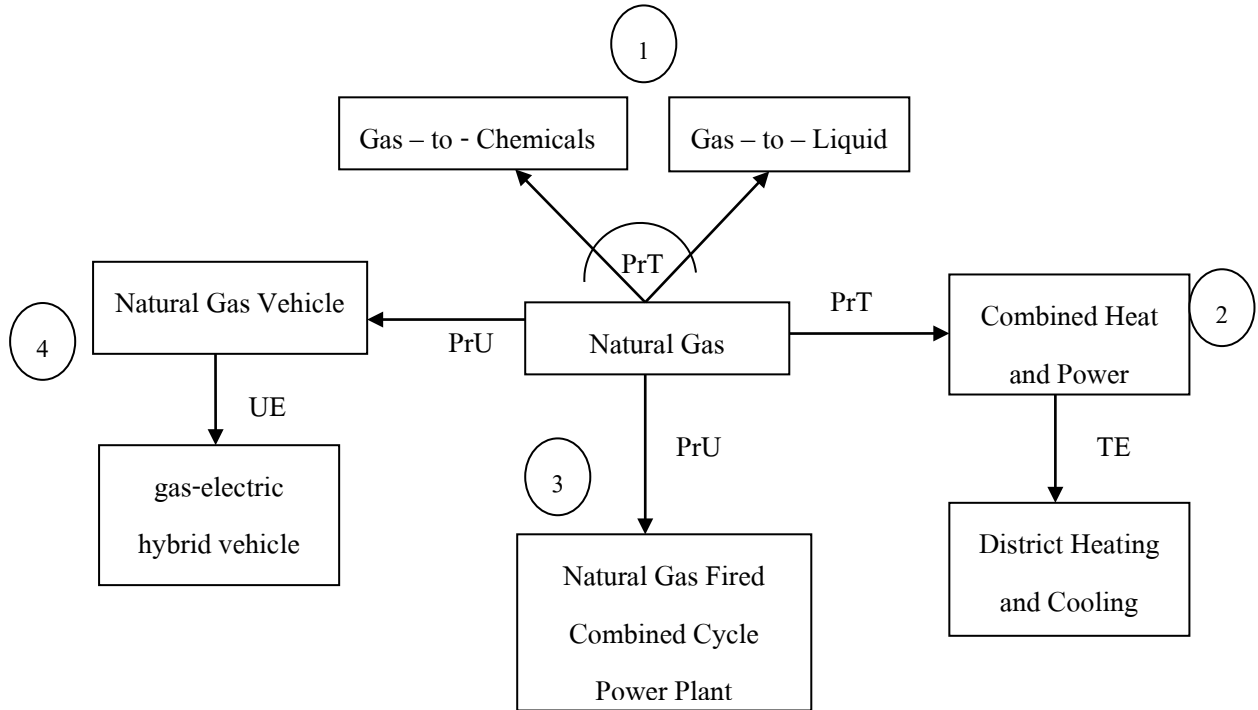 1
Gas – to - Chemicals
Gas – to – Liquid
PrT
Natural Gas Vehicle
PrT
Combined Heat
and Power
2
4
PrU
Natural Gas
UE
PrU
TE
3
gas-electric
hybrid vehicle
District Heating
and Cooling
Natural Gas Fired
Combined Cycle
Power Plant